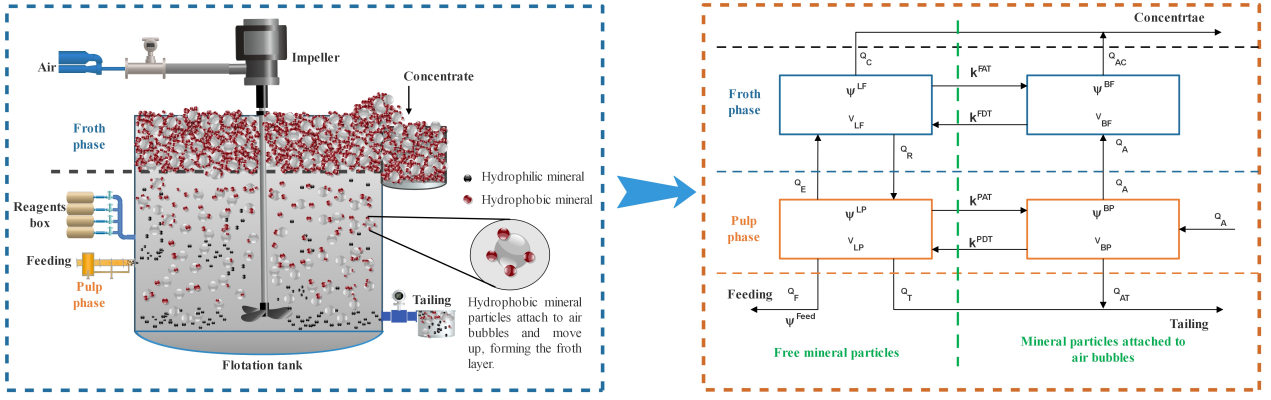 Air
Impeller
Concentrate
Froth
phase
Hydrophilic mineral
Hydrophobic mineral
Reagents
box
Feeding
Pulp
phase
Tailing
Hydrophobic mineral
particles attach to air
bubbles and move
up, forming the froth
layer.
Flotation tank
Concentrtae
Q_C
Q_AC
k^FAT
Froth
phase
Ψ^LF
Ψ^BF
V_LF
V_BF
k^FDT
Q_R
Q_A
Q_E
Q_A
k^PAT
Pulp
phase
Ψ^LP
Ψ^BP
Q_A
V_LP
V_BP
k^PDT
Feeding
Q_F
Q_T
Q_AT
Ψ^Feed
Tailing
Free mineral particles
Mineral particles attached to
air bubbles